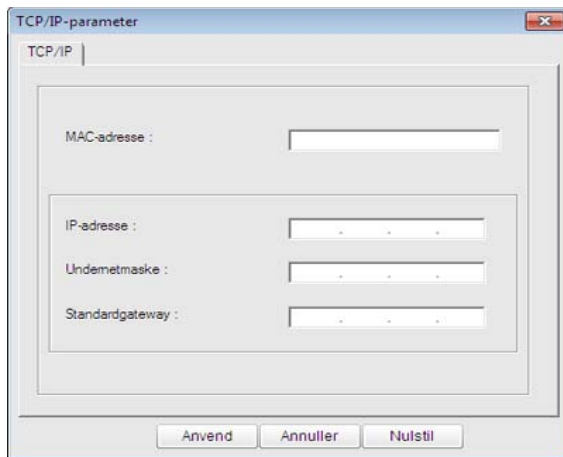 TCP/IP-parameter
TCP/IP
MAC-adresse :
IP-adresse :
. . .
Undernetmaske :
. . .
Standardgateway :
. . .
Anvend Annuller Nulstil